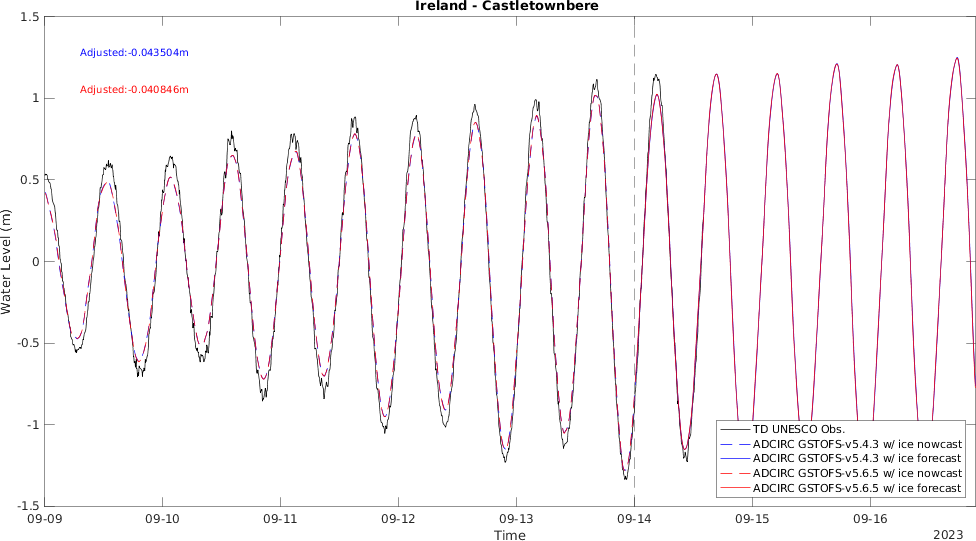 Ireland - Castletownbere
1.5
Adjusted:-0.043504m
Adjusted:-0.040846m
1
0.5
0
-0.5
-1
-1.5
Water Level (m)
TD UNESCO Obs.
ADCIRC GSTOFS-v5.4.3 w/ ice nowcast
ADCIRC GSTOFS-v5.4.3 w/ ice forecast
ADCIRC GSTOFS-v5.6.5 w/ ice nowcast
ADCIRC GSTOFS-v5.6.5 w/ ice forecast
09-09 09-10 09-11 09-12 09-13 09-14 09-15 09-16
Time
2023